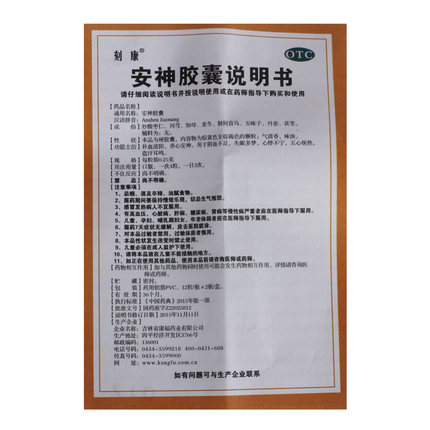 刻康®
OTC
安神胶囊说明书
请仔细阅读说明书并按说明使用或在药师指导下购买和使用
【药品名称】
通用名称：安神胶囊
汉语拼音：Anshen Jiaonang
【成 份】炒酸枣仁、川芎、知母、麦冬、制何首乌、五味子、丹参、茯苓。
辅料为：无。
【性 状】本品为硬胶囊，内容物为棕黄色至棕褐色的颗粒；气清香，味淡。
【功能主治】补血滋阴，养心安神。用于阴血不足，失眠多梦，心悸不宁，五心烦热，
盗汗耳鸣。
【规 格】每粒装0.25克
【用法用量】口服，一次4粒，一日3次。
【不良反应】尚不明确。
【禁 忌】尚不明确。
【注意事项】
1. 忌烟、酒及辛辣、油腻食物。
2. 服药期间要保持情绪乐观，切忌生气恼怒。
3. 感冒发热病人不宜服用。
4. 有高血压、心脏病、肝病、糖尿病、肾病等慢性病严重者应在医师指导下服用。
5. 儿童、孕妇、哺乳期妇女、年老体弱者应在医师指导下服用。
6. 服药7天症状无缓解，应去医院就诊。
7. 对本品过敏者禁用，过敏体质慎用。
8. 本品性状发生改变时禁止使用。
9. 儿童必须在成人监护下使用。
10. 请将本品放在儿童不能接触的地方。
11. 如正在使用其他药品，使用本品前请咨询医师或药师。
【药物相互作用】如与其他药物同时使用可能会发生药物相互作用，详情请咨询医
师或药师。
【贮 藏】密封。
【包 装】药用铝箔PVC，12粒/板×2板/盒。
【有 效 期】36个月。
【执行标准】《中国药典》2015年版一部
【批准文号】国药准字Z22025812
【说明书修订日期】2015年11月11日
【生产企业】
企业名称：吉林省康福药业有限公司
生产地址：四平经济开发区3766号
邮政编码：136001
电话号码：0434-3599218 400-0451-608
传真号码：0434-3599000
网 址：www.kangfu.com.cn
如有问题可与生产企业联系